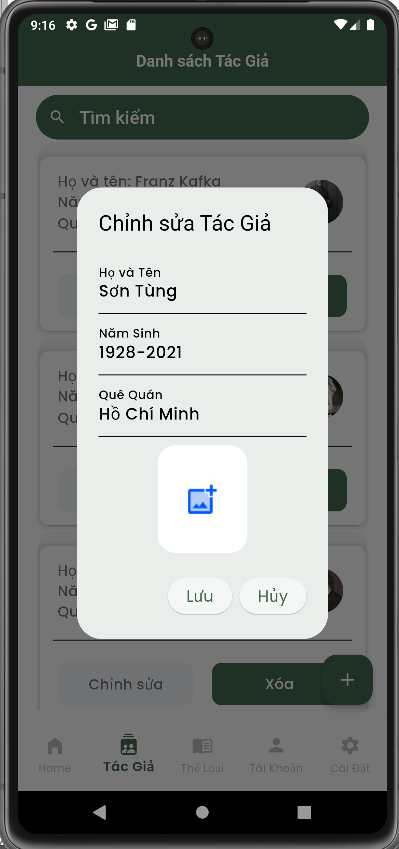 9:16
Danh sách Tác Giả
Tìm kiếm
Họ và tên: Franz Kafka
Nă
Qu
Chỉnh sửa Tác Giả
Họ và Tên
Sơn Tùng
Năm Sinh
1928-2021
Quê Quán
Hồ Chí Minh
Họ
Nă
Qu
Họ
Nă
Qu
Lưu
Hủy
Chỉnh sửa
Xóa
+
Home
Tác Giả
Thể Loại
Tài Khoản
Cài Đặt